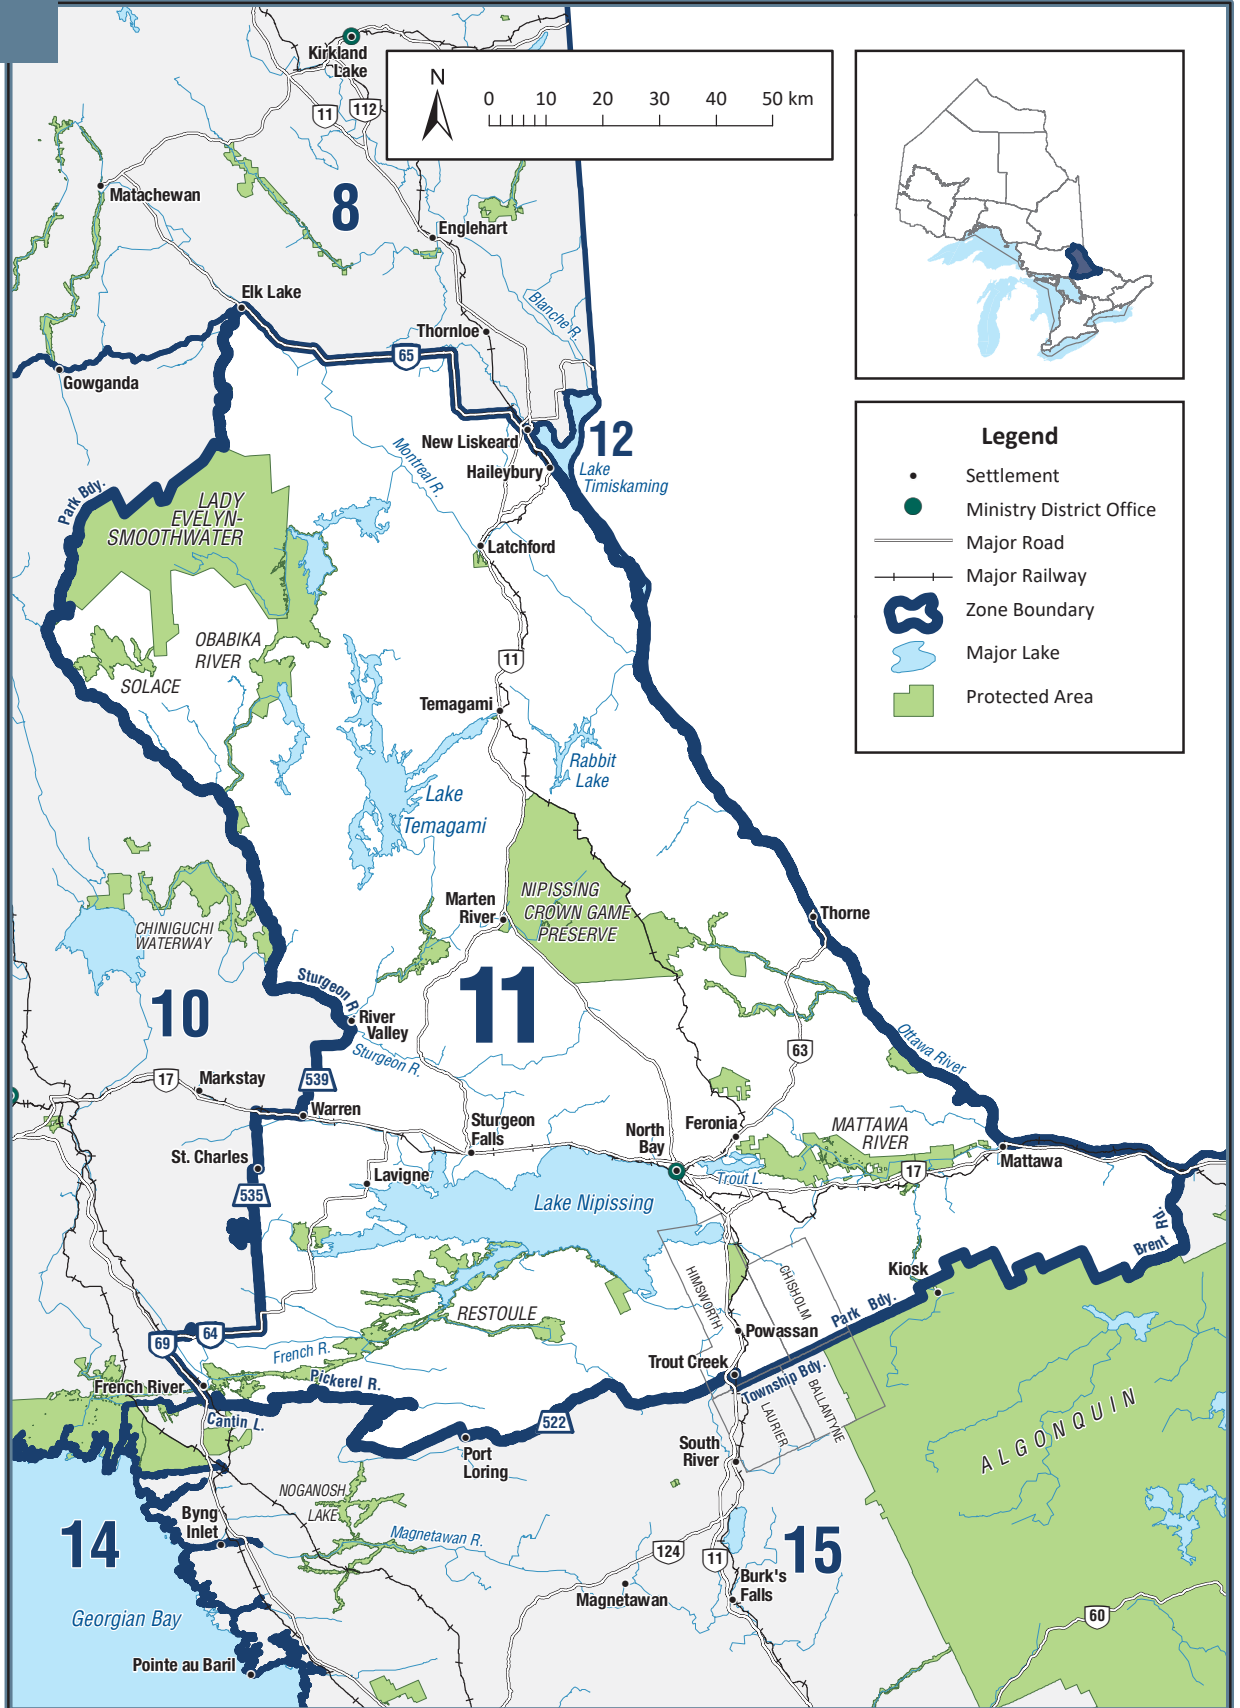 Kirkland
Lake
11
112
N
0 10 20 30 40 50 km
Matachewan
8
Englehart
Elk Lake
Blanche R.
Thornloe
65
Gowganda
12
New Liskeard
Haileybury
Lake
Timiskaming
Montreal R.
Park Bdy.
LADY
EVELYN-
SMOOTHWATER
Latchford
OBABIKA
RIVER
SOLACE
11
Temagami
Rabbit
Lake
Lake
Temagami
Marten
River
NIPISSING
CROWN GAME
PRESERVE
Thorne
CHINIGUCHI
WATERWAY
10
11
Sturgeon R.
River
Valley
Sturgeon R.
Ottawa River
63
17
Markstay
539
Warren
Sturgeon
Falls
North
Bay
Feronia
MATTAWA
RIVER
Mattawa
St. Charles
Lavigne
Trout L.
17
535
Lake Nipissing
Brent Rd.
Kiosk
HIMSWORTH
CHISHOLM
Park Bdy.
RESTOULE
Powassan
69
64
French R.
Trout Creek
Township Bdy.
French River
Pickerel R.
Cantin L.
522
LAURIER
BALLANTYNE
ALGONQUIN
Port
Loring
South
River
NOGANOSH
LAKE
Byng
Inlet
Magnetawan R.
14
124
11
15
Magnetawan
Burk's
Falls
60
Georgian Bay
Pointe au Baril
Legend
Settlement
Ministry District Office
Major Road
Major Railway
Zone Boundary
Major Lake
Protected Area